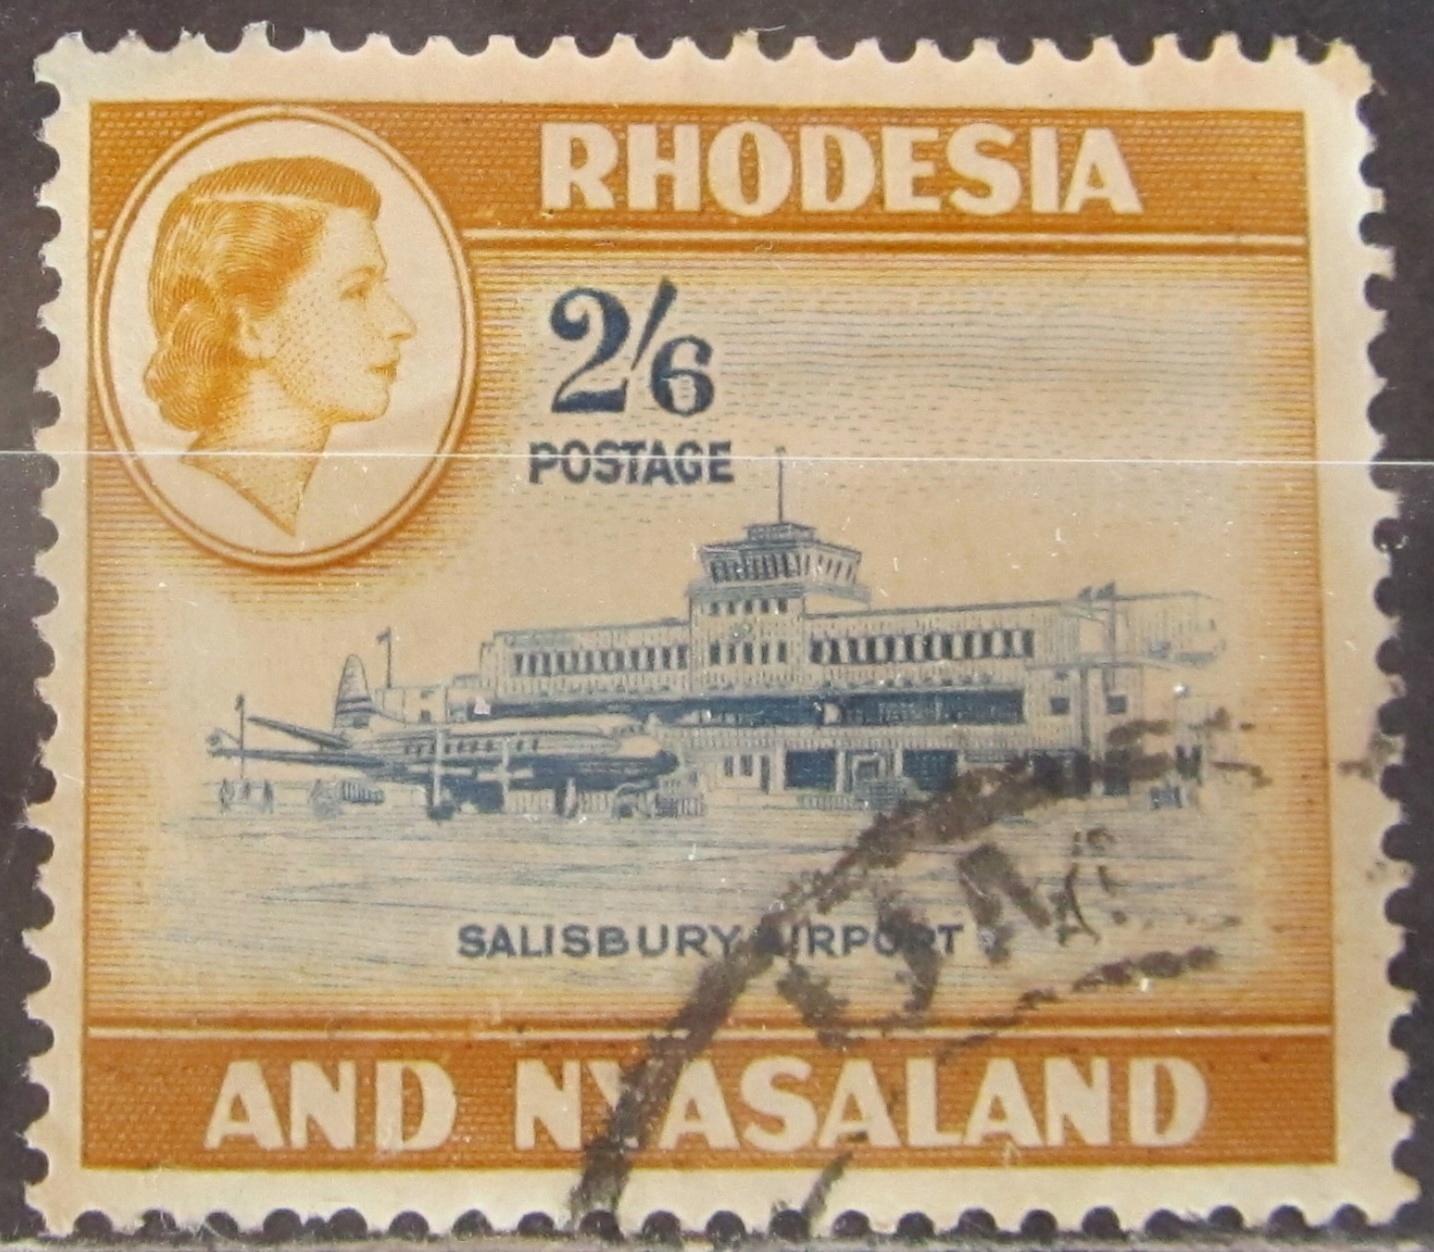 RHODESIA
2/6
POSTAGE
SALISBURY AIRPORT
AND NYASALAND